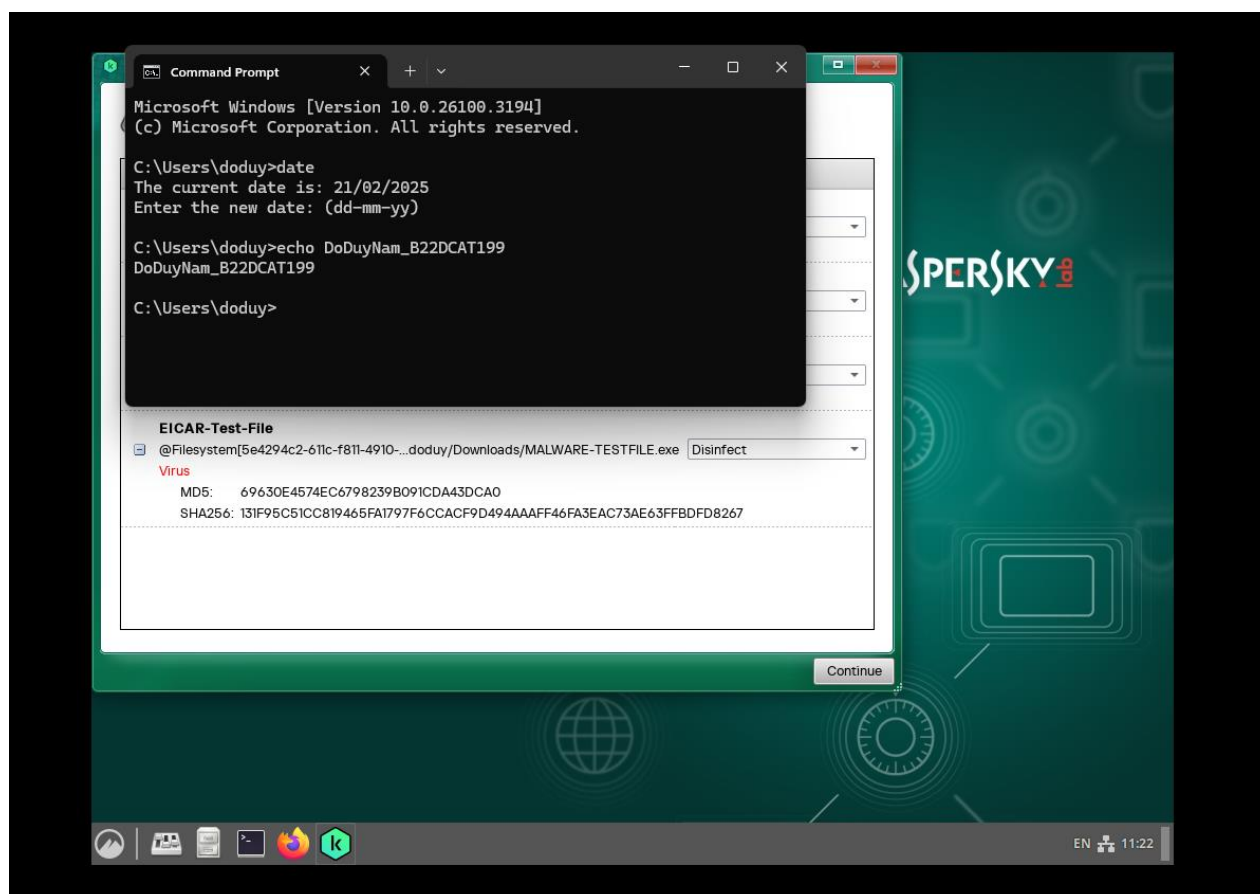 Command Prompt
Microsoft Windows [Version 10.0.26100.3194]
(c) Microsoft Corporation. All rights reserved.
C:\Users\doduy>date
The current date is: 21/02/2025
Enter the new date: (dd-mm-yy)
C:\Users\doduy>echo DoDuyNam_B22DCAT199
DoDuyNam_B22DCAT199
C:\Users\doduy>
SPERSKY lab
EICAR-Test-File
@Filesystem[5e4294c2-611c-f811-4910-...doduy/Downloads/MALWARE-TESTFILE.exe Disinfect
Virus
MD5: 69630E4574EC6798239B091CDA43DCA0
SHA256: 131F95C51CC819465FA1797F6CCACF9D494AAAFF46FA3EAC73AE63FFBDFD8267
Continue
EN 11:22